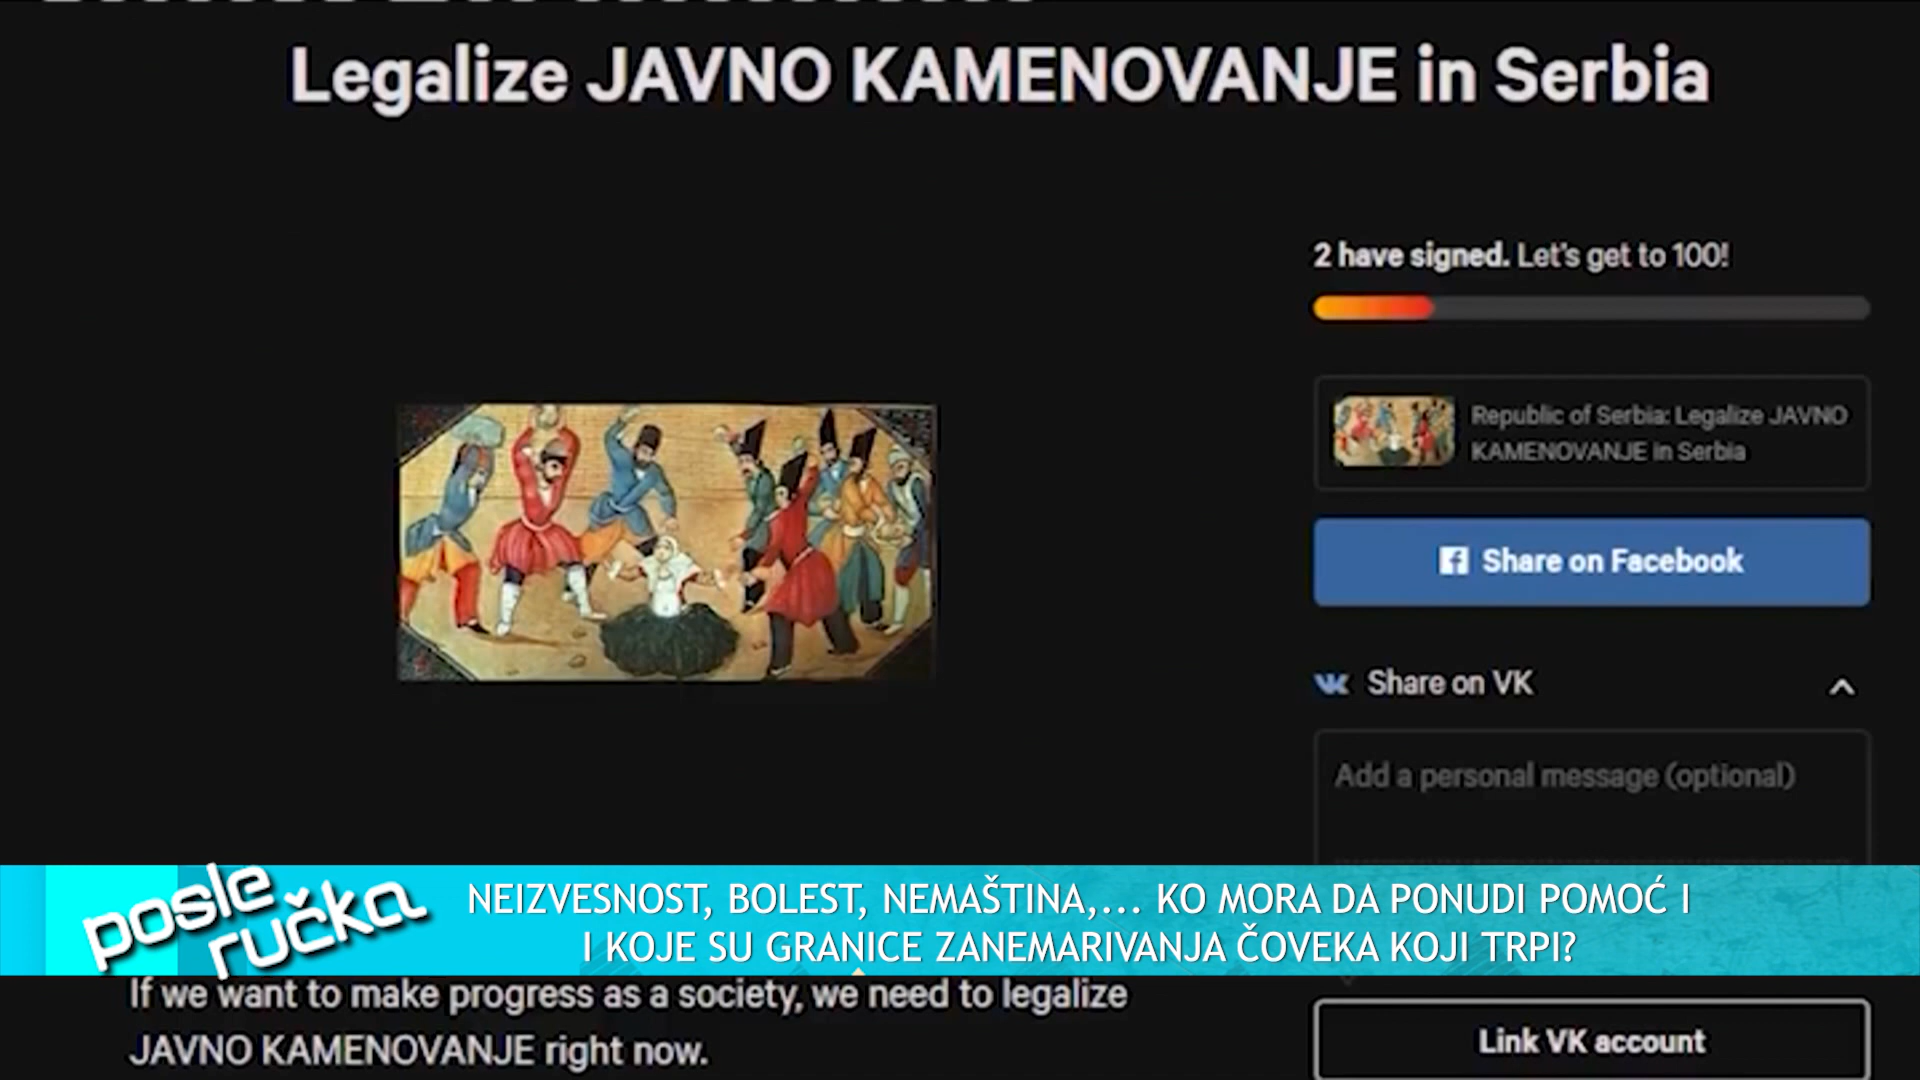 Legalize JAVNO KAMENOVANJE in Serbia
2 have signed. Let's get to 100!
Republic of Serbia: Legalize JAVNO
KAMENOVANJE in Serbia
Share on Facebook
Share on VK
Add a personal message (optional)
posle
ručka
NEIZVESNOST, BOLEST, NEMAŠTINA,... KO MORA DA PONUDI POMOĆ I
I KOJE SU GRANICE ZANEMARIVANJA ČOVEKA KOJI TRPI?
If we want to make progress as a society, we need to legalize
JAVNO KAMENOVANJE right now.
Link VK account